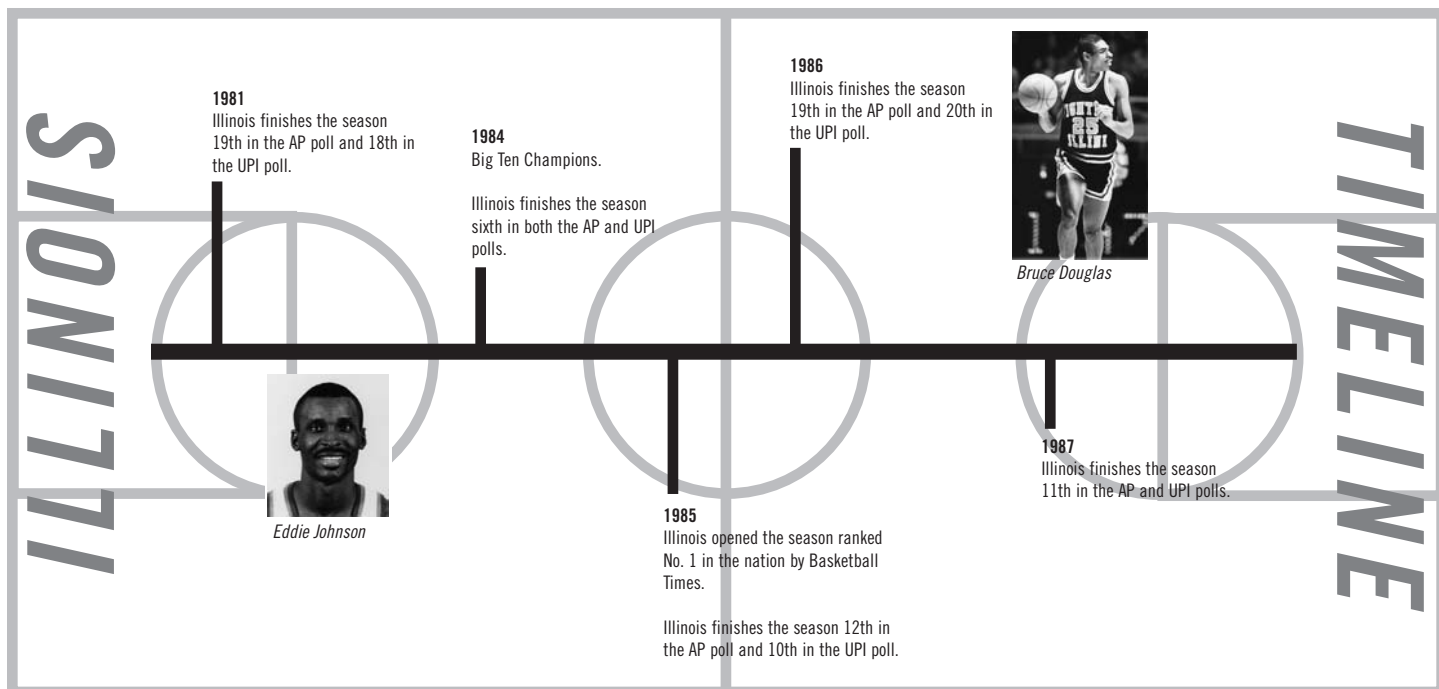 ILLINOIS
1981
Illinois finishes the season
19th in the AP poll and 18th in
the UPI poll.
Eddie Johnson
1984
Big Ten Champions.
Illinois finishes the season
sixth in both the AP and UPI
polls.
1985
Illinois opened the season ranked
No. 1 in the nation by Basketball
Times.
Illinois finishes the season 12th in
the AP poll and 10th in the UPI poll.
1986
Illinois finishes the season
19th in the AP poll and 20th in
the UPI poll.
25
ILLINI
Bruce Douglas
1987
Illinois finishes the season
11th in the AP and UPI polls.
TIMELINE